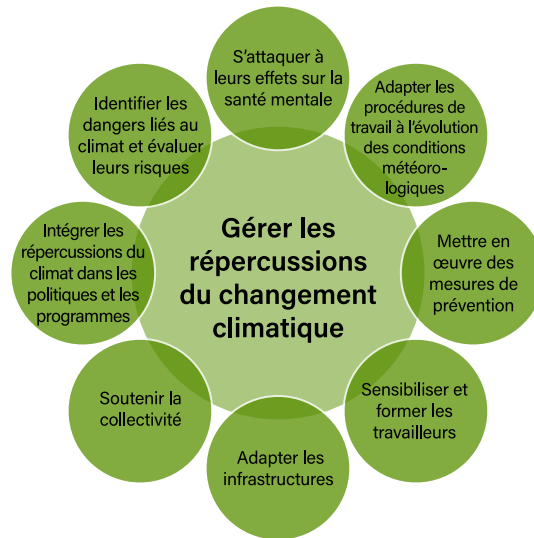 S'attaquer à
leurs effets sur la
santé mentale
Adapter les
procédures de
travail à l'évolution
des conditions
météoro-
logiques
Mettre en
œuvre des
mesures de
prévention
Sensibiliser et
former les
travailleurs
Adapter les
infrastructures
Soutenir la
collectivité
Intégrer les
répercussions du
climat dans les
politiques et les
programmes
Identifier les
dangers liés au
climat et évaluer
leurs risques
Gérer les
répercussions
du changement
climatique